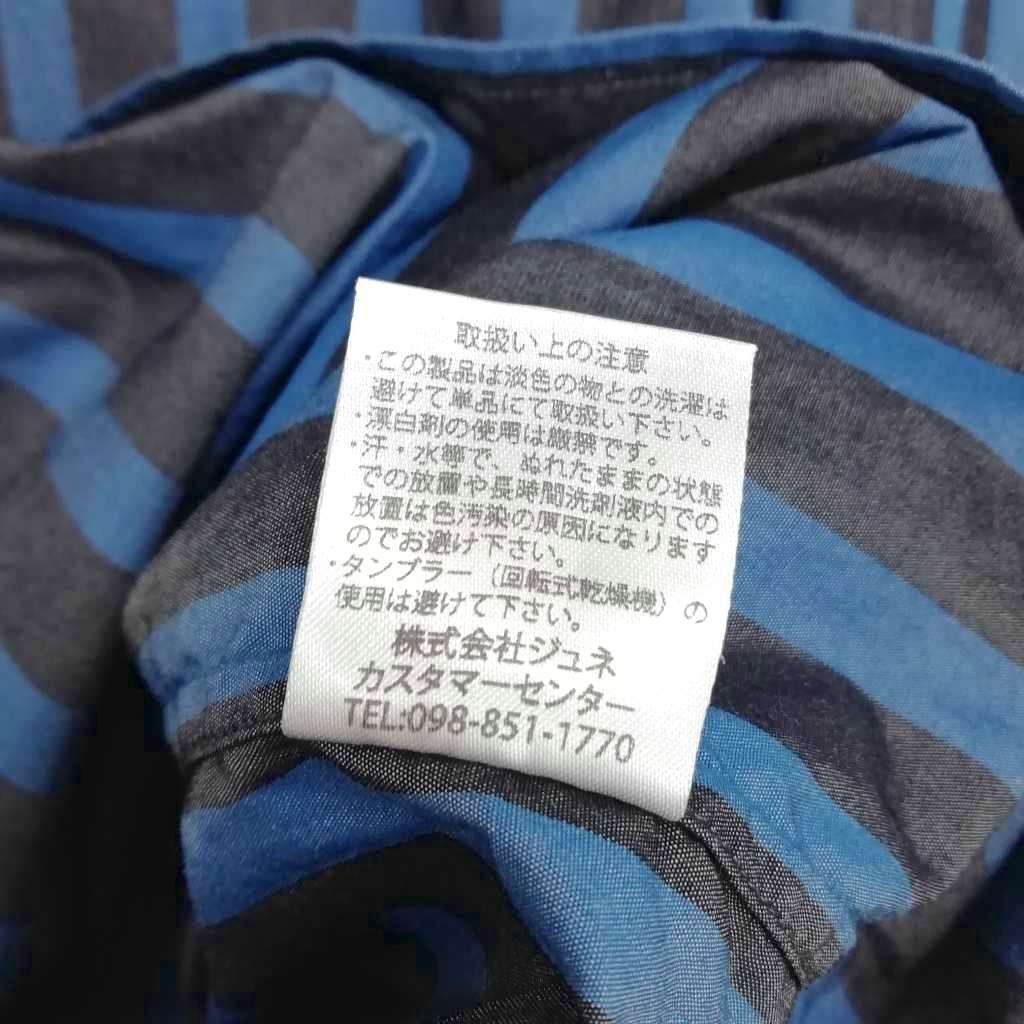 取扱い上の注意
・この製品は淡色の物との洗濯は
避けて単品にて取扱い下さい。
・漂白剤の使用は厳禁です。
・汗・水等で、ぬれたままの状態
での放置や長時間洗剤液内での
放置は色汚染の原因になります
のでお避け下さい。
・タンブラー（回転式乾燥機）の
使用は避けて下さい。
株式会社ジュネ
カスタマーセンター
TEL:098-851-1770